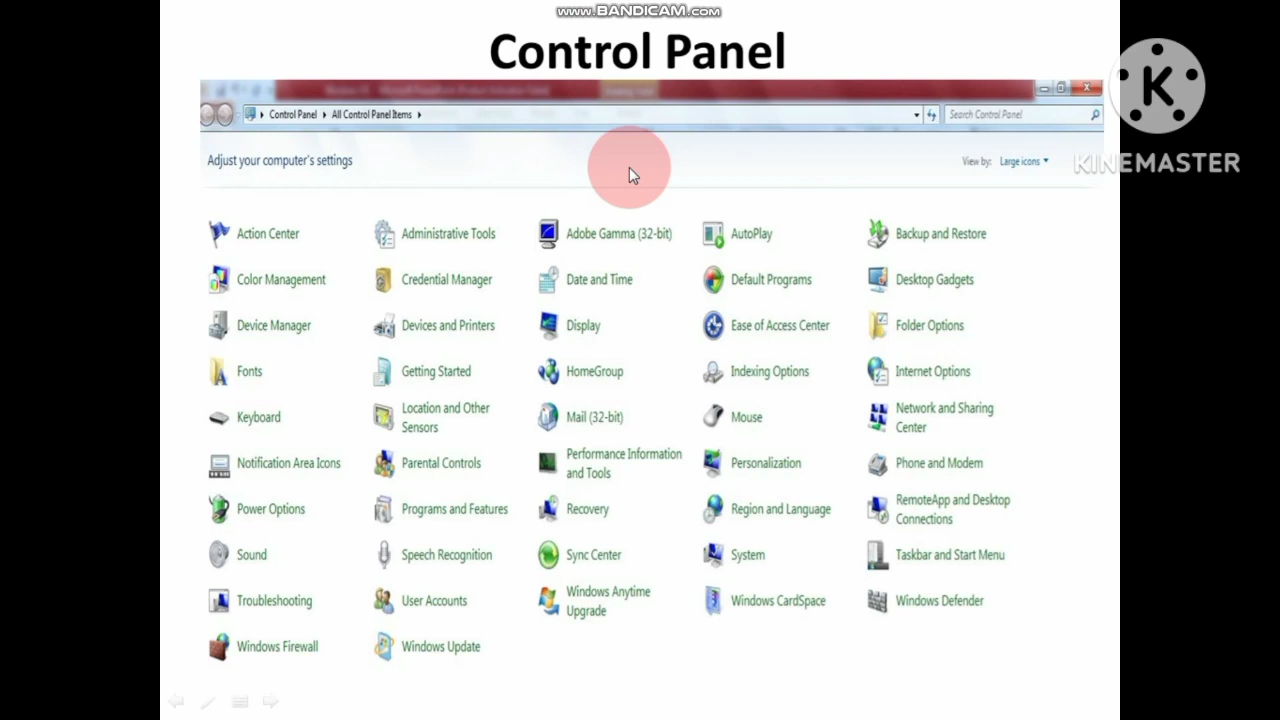 WWW.BANDICAM.COM
Control Panel
Control Panel All Control Panel Items
Search Control Panel
KINEMASTER
Adjust your computer's settings
View by: Large icons
Action Center
Administrative Tools
Adobe Gamma (32-bit)
AutoPlay
Backup and Restore
Color Management
Credential Manager
Date and Time
Default Programs
Desktop Gadgets
Device Manager
Devices and Printers
Display
Ease of Access Center
Folder Options
Fonts
Getting Started
HomeGroup
Indexing Options
Internet Options
Keyboard
Location and Other
Sensors
Mail (32-bit)
Mouse
Network and Sharing
Center
Notification Area Icons
Parental Controls
Performance Information
and Tools
Personalization
Phone and Modem
Power Options
Programs and Features
Recovery
Region and Language
RemoteApp and Desktop
Connections
Sound
Speech Recognition
Sync Center
System
Taskbar and Start Menu
Troubleshooting
User Accounts
Windows Anytime
Upgrade
Windows CardSpace
Windows Defender
Windows Firewall
Windows Update